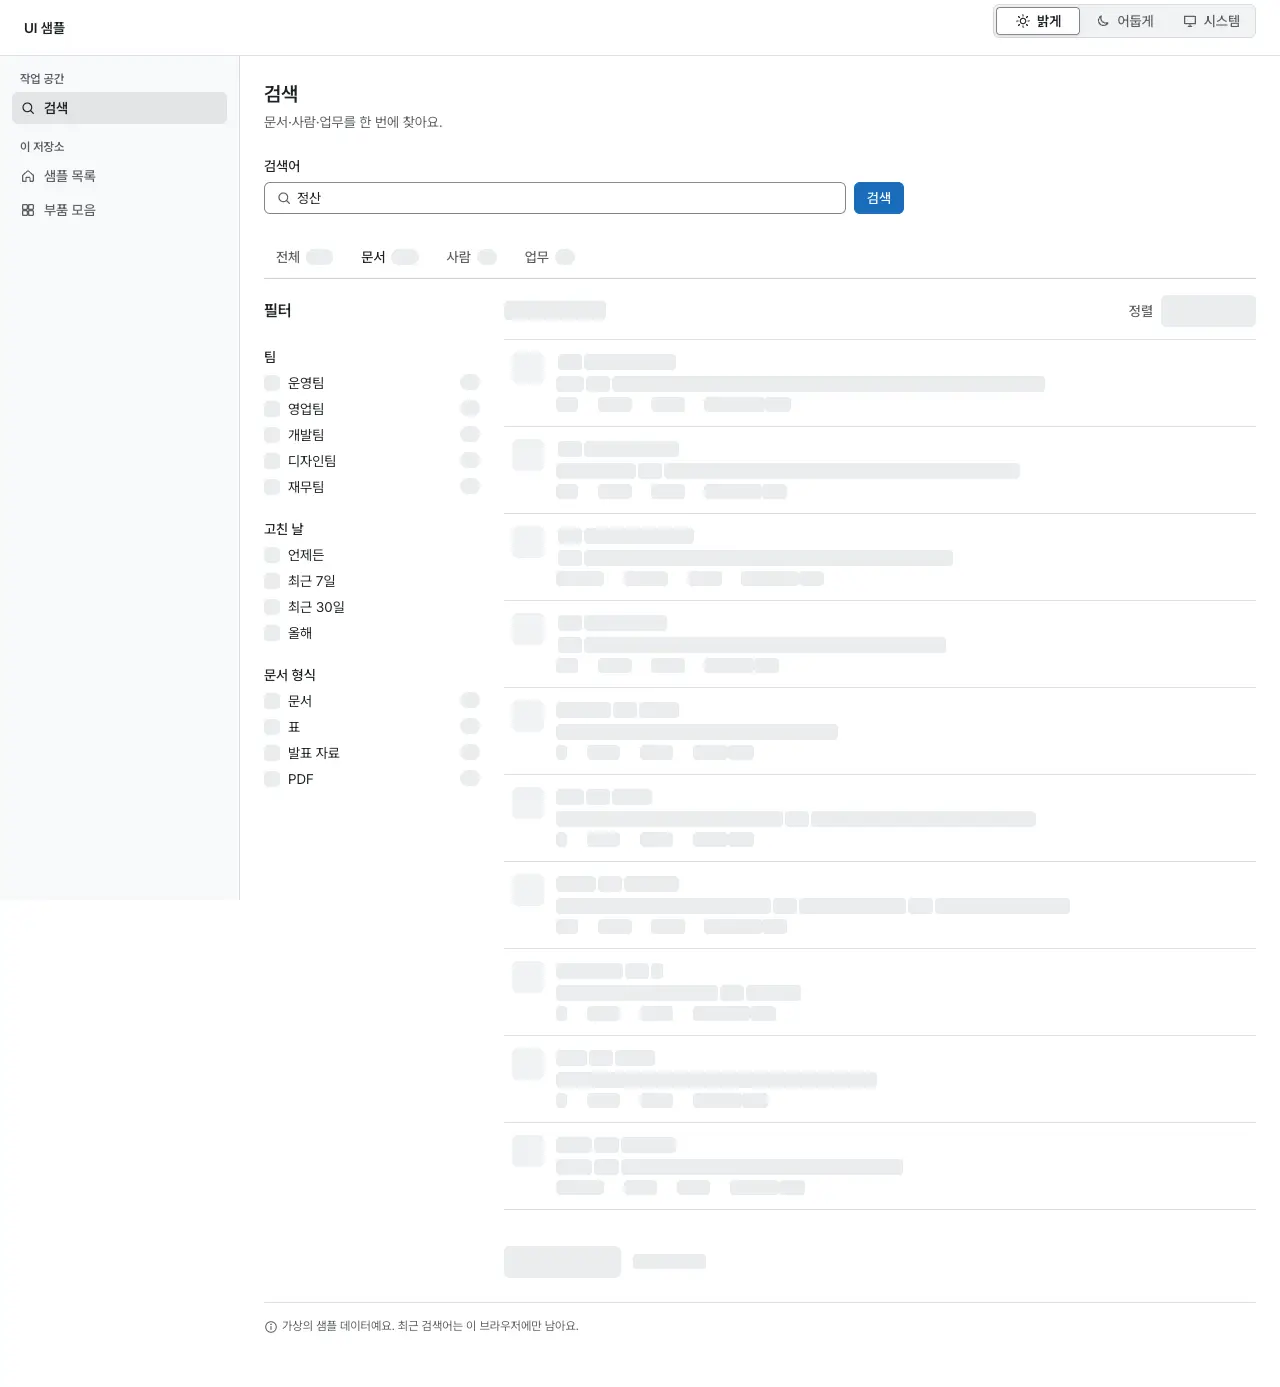 UI 샘플
밝게
어둡게
시스템
작업 공간
검색
이 저장소
샘플 목록
부품 모음
검색
문서·사람·업무를 한 번에 찾아요.
검색어
정산
검색
전체
문서
사람
업무
필터
정렬
팀
운영팀
영업팀
개발팀
디자인팀
재무팀
고친 날
언제든
최근 7일
최근 30일
올해
문서 형식
문서
표
발표 자료
PDF
가상의 샘플 데이터예요. 최근 검색어는 이 브라우저에만 남아요.